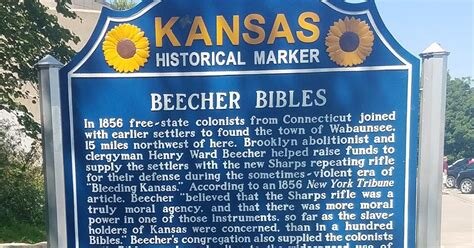 KANSAS
HISTORICAL MARKER
BEECHER BIBLES
In 1856 free-state colonists from Connecticut joined
with earlier settlers to found the town of Wabaunsee,
15 miles northwest of here. Brooklyn abolitionist and
clergyman Henry Ward Beecher helped raise funds to
supply the settlers with the new Sharps repeating rifle
for their defense during the sometimes-violent era of
"Bleeding Kansas." According to an 1856 New York Tribune
article, Beecher "believed that the Sharps rifle was a
truly moral agency, and that there was more moral
power in one of those instruments, so far as the slave-
holders of Kansas were concerned, than in a hundred
Bibles." Beecher's congregation also supplied the colonists